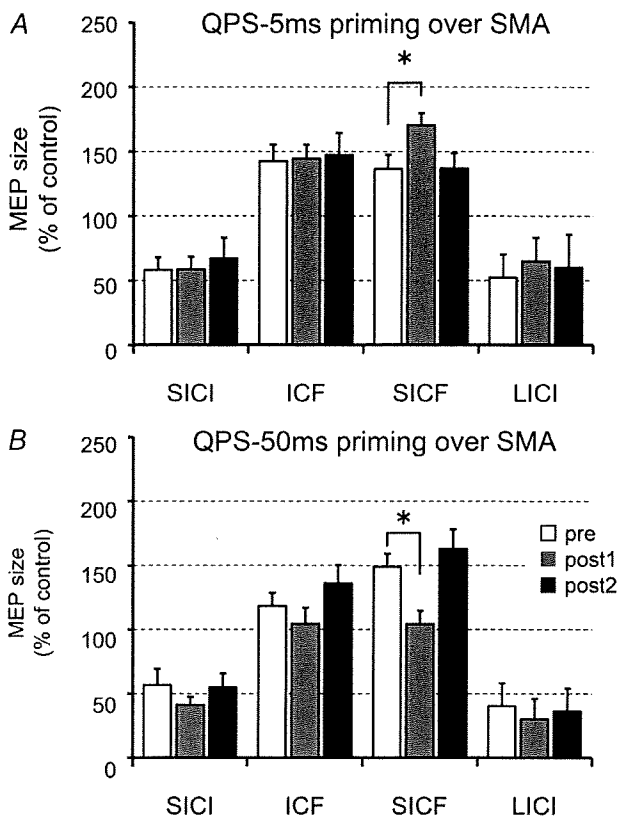 A QPS-5ms priming over SMA
MEP size
(% of control)
250
200
150
100
50
0
*
SICI ICF SICF LICI
B QPS-50ms priming over SMA
MEP size
(% of control)
250
200
150
100
50
0
*
pre
post1
post2
SICI ICF SICF LICI